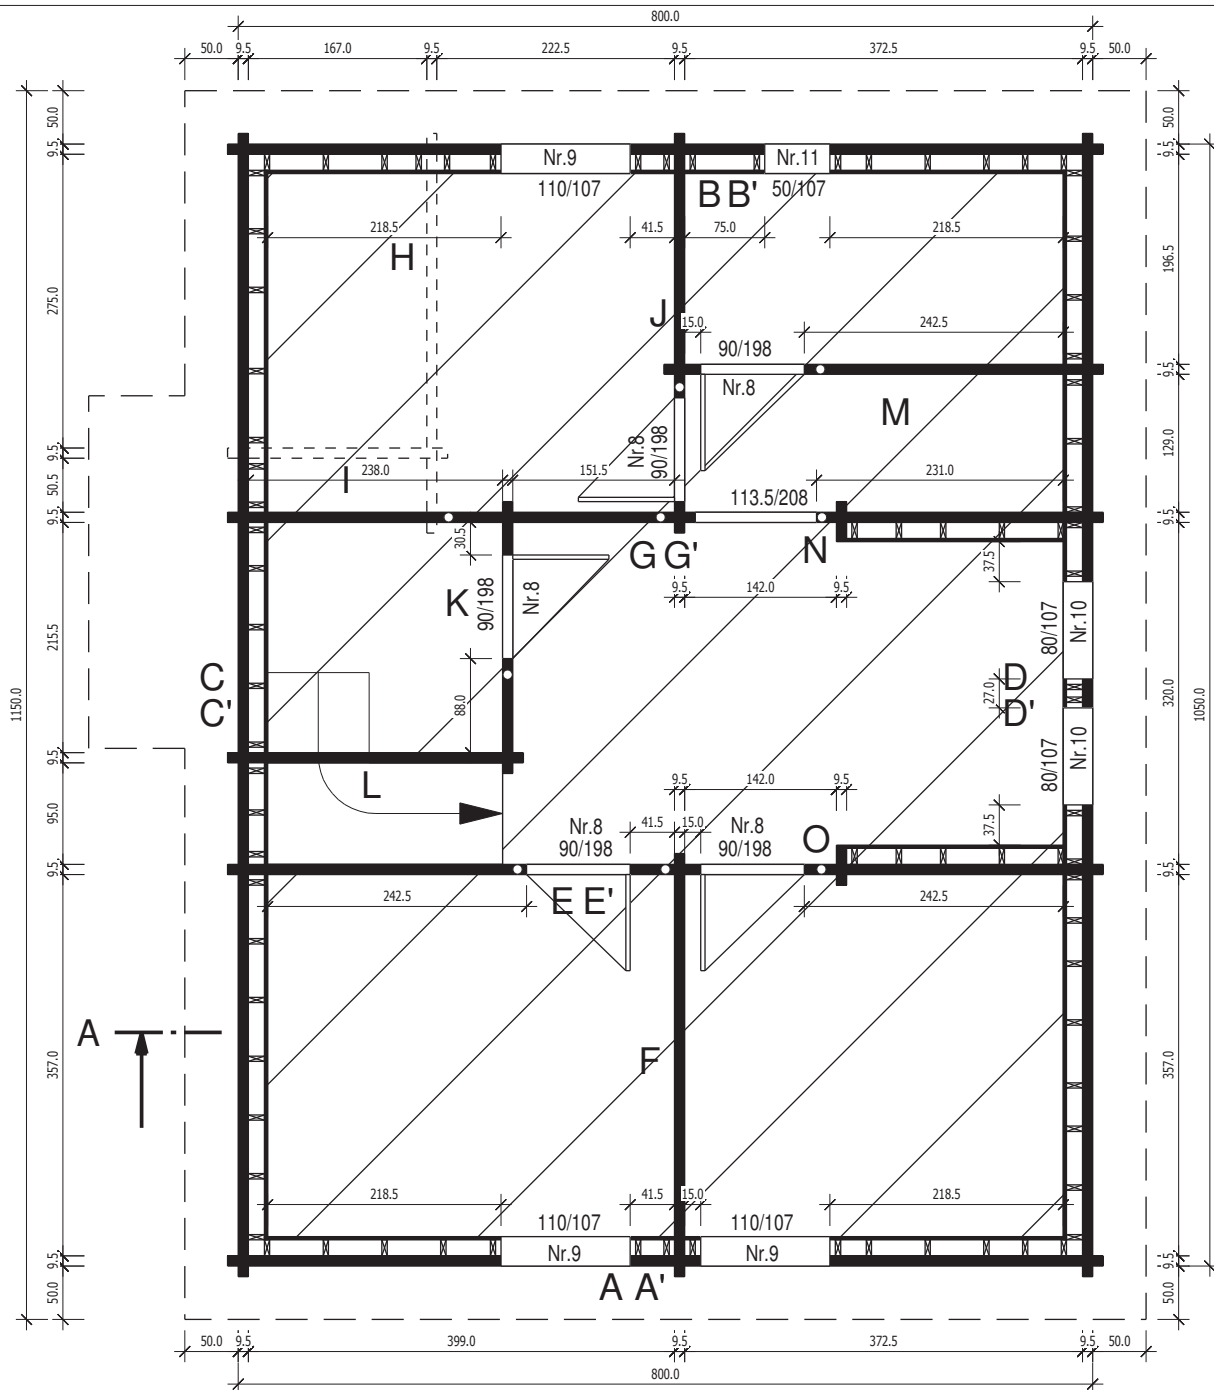 800.0
50.0 9.5 167.0 9.5 222.5 9.5 372.5 9.5 50.0
50.0
9.5
275.0
9.5
50.5
9.5
215.5
9.5
95.0
9.5
357.0
9.5
50.0
1150.0
Nr.9
Nr.11
110/107
B B'
50/107
218.5
41.5
75.0
218.5
H
J
15.0
242.5
90/198
Nr.8
M
Nr.8
90/198
238.0
151.5
231.0
I
113.5/208
30.5
G G'
N
37.5
K
90/198
Nr.8
9.5
142.0
9.5
80/107
Nr.10
C
C'
D
D'
27.0
88.0
80/107
Nr.10
L
9.5
142.0
9.5
37.5
Nr.8
90/198
41.5
15.0
Nr.8
90/198
O
242.5
E E'
242.5
A
F
218.5
41.5
15.0
218.5
110/107
110/107
Nr.9
Nr.9
A A'
50.0
9.5
196.5
9.5
129.0
9.5
320.0
9.5
357.0
9.5
50.0
1050.0
50.0 9.5 399.0 9.5 372.5 9.5 50.0
800.0